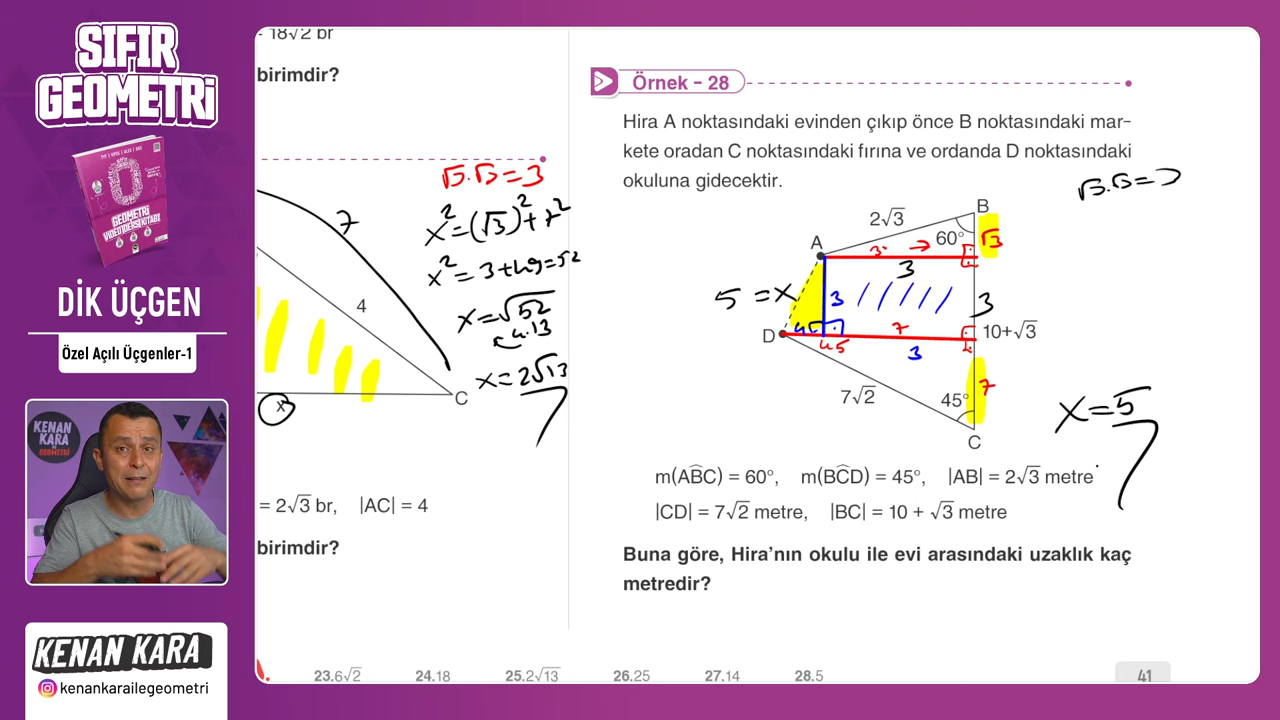 SIFIR
GEOMETRİ
0
GEOMETRİ
VİDEO DERS KİTABI
DİK ÜÇGEN
Özel Açılı Üçgenler-1
KENAN
KARA
GEOMETRİ
KENAN KARA
kenankarailegeometri
18√2 br
birimdir?
√3.√3=3
x²=(√3)²+7²
x²=3+49=52
x=√52
4.13
x=2√13
7
4
x
C
= 2√3 br, |AC| = 4
birimdir?
Örnek – 28
Hira A noktasındaki evinden çıkıp önce B noktasındaki mar-
kete oradan C noktasındaki fırına ve ordanda D noktasındaki
okuluna gidecektir.
√3.√3=3
B
2√3
60°
√3
A
3
3
5 = x
3
3
D
4
7
45
3
10+√3
7√2
45°
7
C
x=5
m(ABC) = 60°, m(BCD) = 45°, |AB| = 2√3 metre
|CD| = 7√2 metre, |BC| = 10 + √3 metre
Buna göre, Hira’nın okulu ile evi arasındaki uzaklık kaç
metredir?
23.6√2 24.18 25.2√13 26.25 27.14 28.5
41